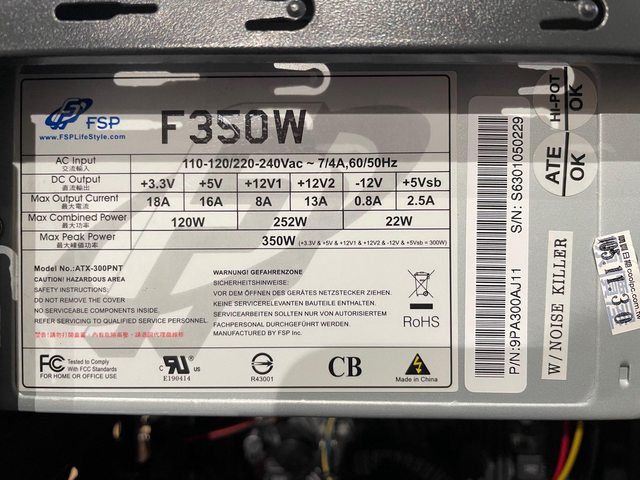 FSP
www.FSPLifeStyle.com
F350W
AC Input 110-120/220-240Vac ~ 7/4A,60/50Hz
交流輸入
DC Output +3.3V +5V +12V1 +12V2 -12V +5Vsb
直流輸出
Max Output Current 18A 16A 8A 13A 0.8A 2.5A
最大電流
Max Combined Power 120W 252W 22W
最大功率
Max Peak Power 350W (+3.3V & +5V & +12V1 & +12V2 & -12V & +5Vsb = 300W)
最大峰值功率
Model No.:ATX-300PNT
CAUTION! HAZARDOUS AREA
SAFETY INSTRUCTIONS:
DO NOT REMOVE THE COVER
NO SERVICEABLE COMPONENTS INSIDE.
REFER SERVICING TO QUALIFIED SERVICE PERSONNEL.
WARNUNG! GEFAHRENZONE
SICHERHEITSHINWEISE:
VOR DEM ÖFFNEN DES GERÄTES NETZSTECKER ZIEHEN.
KEINE SERVICERELEVANTEN BAUTEILE ENTHALTEN.
SERVICEARBEITEN SOLLTEN NUR VON AUTORISIERTEM
FACHPERSONAL DURCHGEFÜHRT WERDEN.
MANUFACTURED BY FSP Inc.
RoHS
FC Tested to Comply
With FCC Standards
FOR HOME OR OFFICE USE
c UL us
E190414
R43001
CB
Made in China
S/N: S6301050229
P/N:9PA300AJ11
HI-POT
OK
ATE
OK
W/ NOISE KILLER